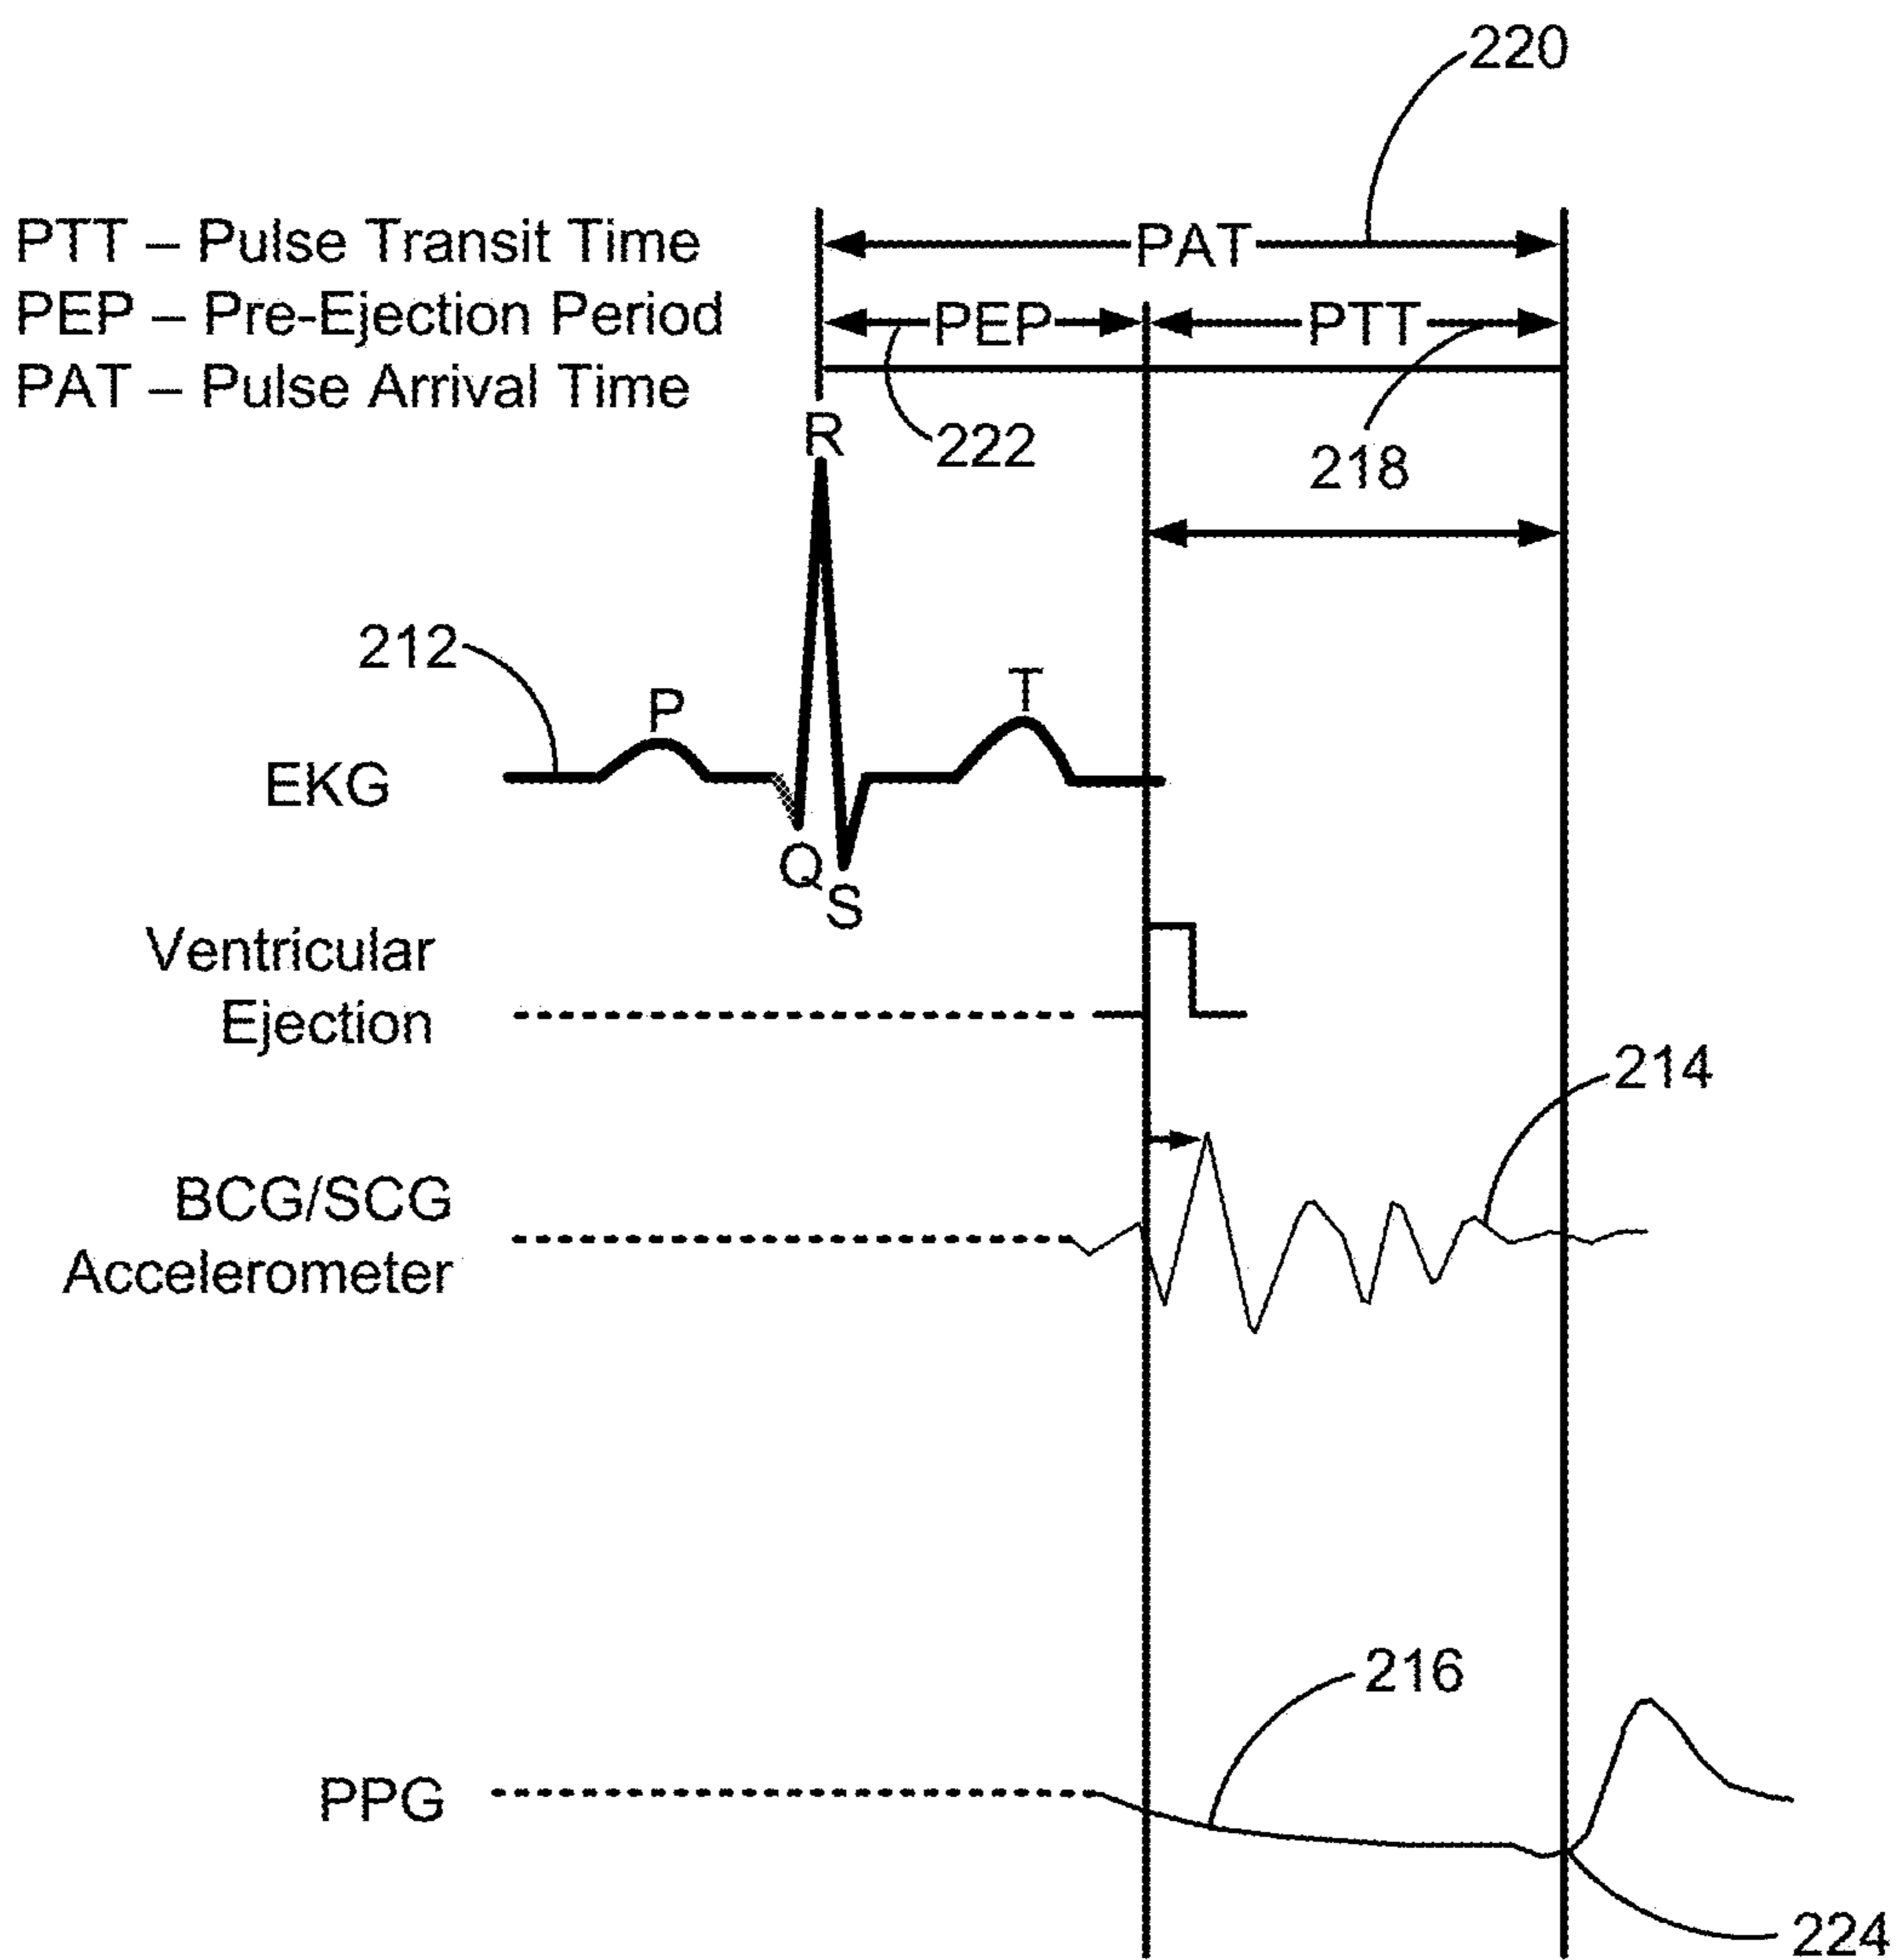 220
PTT – Pulse Transit Time
PAT
PEP – Pre-Ejection Period
PEP
PTT
PAT – Pulse Arrival Time
R
222
218
212
P
T
EKG
Q
S
Ventricular
Ejection
214
BCG/SCG
Accelerometer
216
PPG
224